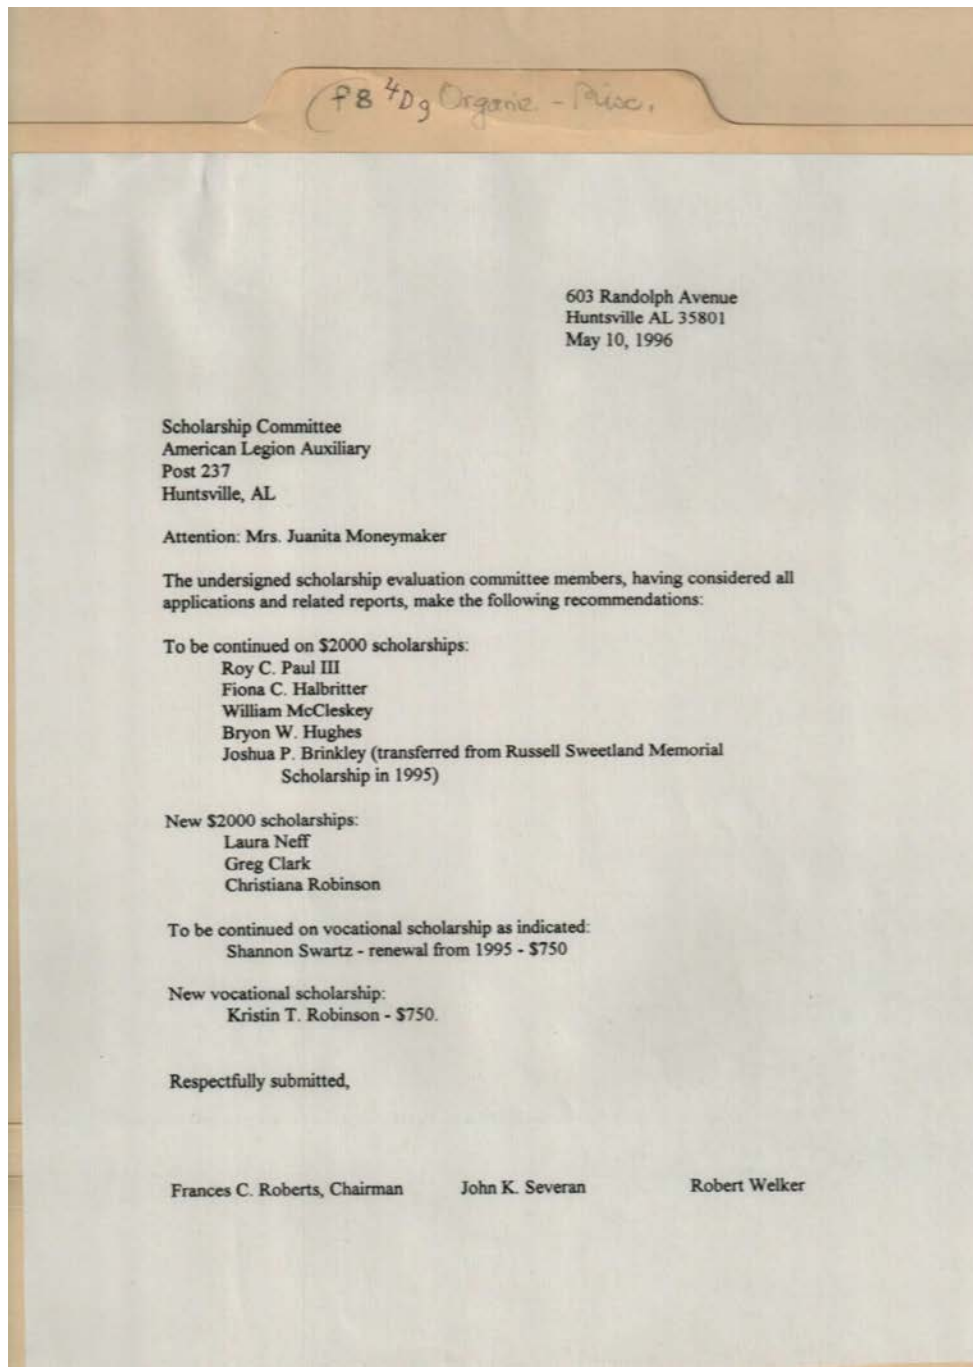 (PB 4Dg Organiz - Misc.
603 Randolph Avenue
Huntsville AL 35801
May 10, 1996
Scholarship Committee
American Legion Auxiliary
Post 237
Huntsville, AL
Attention: Mrs. Juanita Moneymaker
The undersigned scholarship evaluation committee members, having considered all
applications and related reports, make the following recommendations:
To be continued on $2000 scholarships:
Roy C. Paul III
Fiona C. Halbritter
William McCleskey
Bryon W. Hughes
Joshua P. Brinkley (transferred from Russell Sweetland Memorial
Scholarship in 1995)
New $2000 scholarships:
Laura Neff
Greg Clark
Christiana Robinson
To be continued on vocational scholarship as indicated:
Shannon Swartz - renewal from 1995 - $750
New vocational scholarship:
Kristin T. Robinson - $750.
Respectfully submitted,
Frances C. Roberts, Chairman John K. Severan Robert Welker